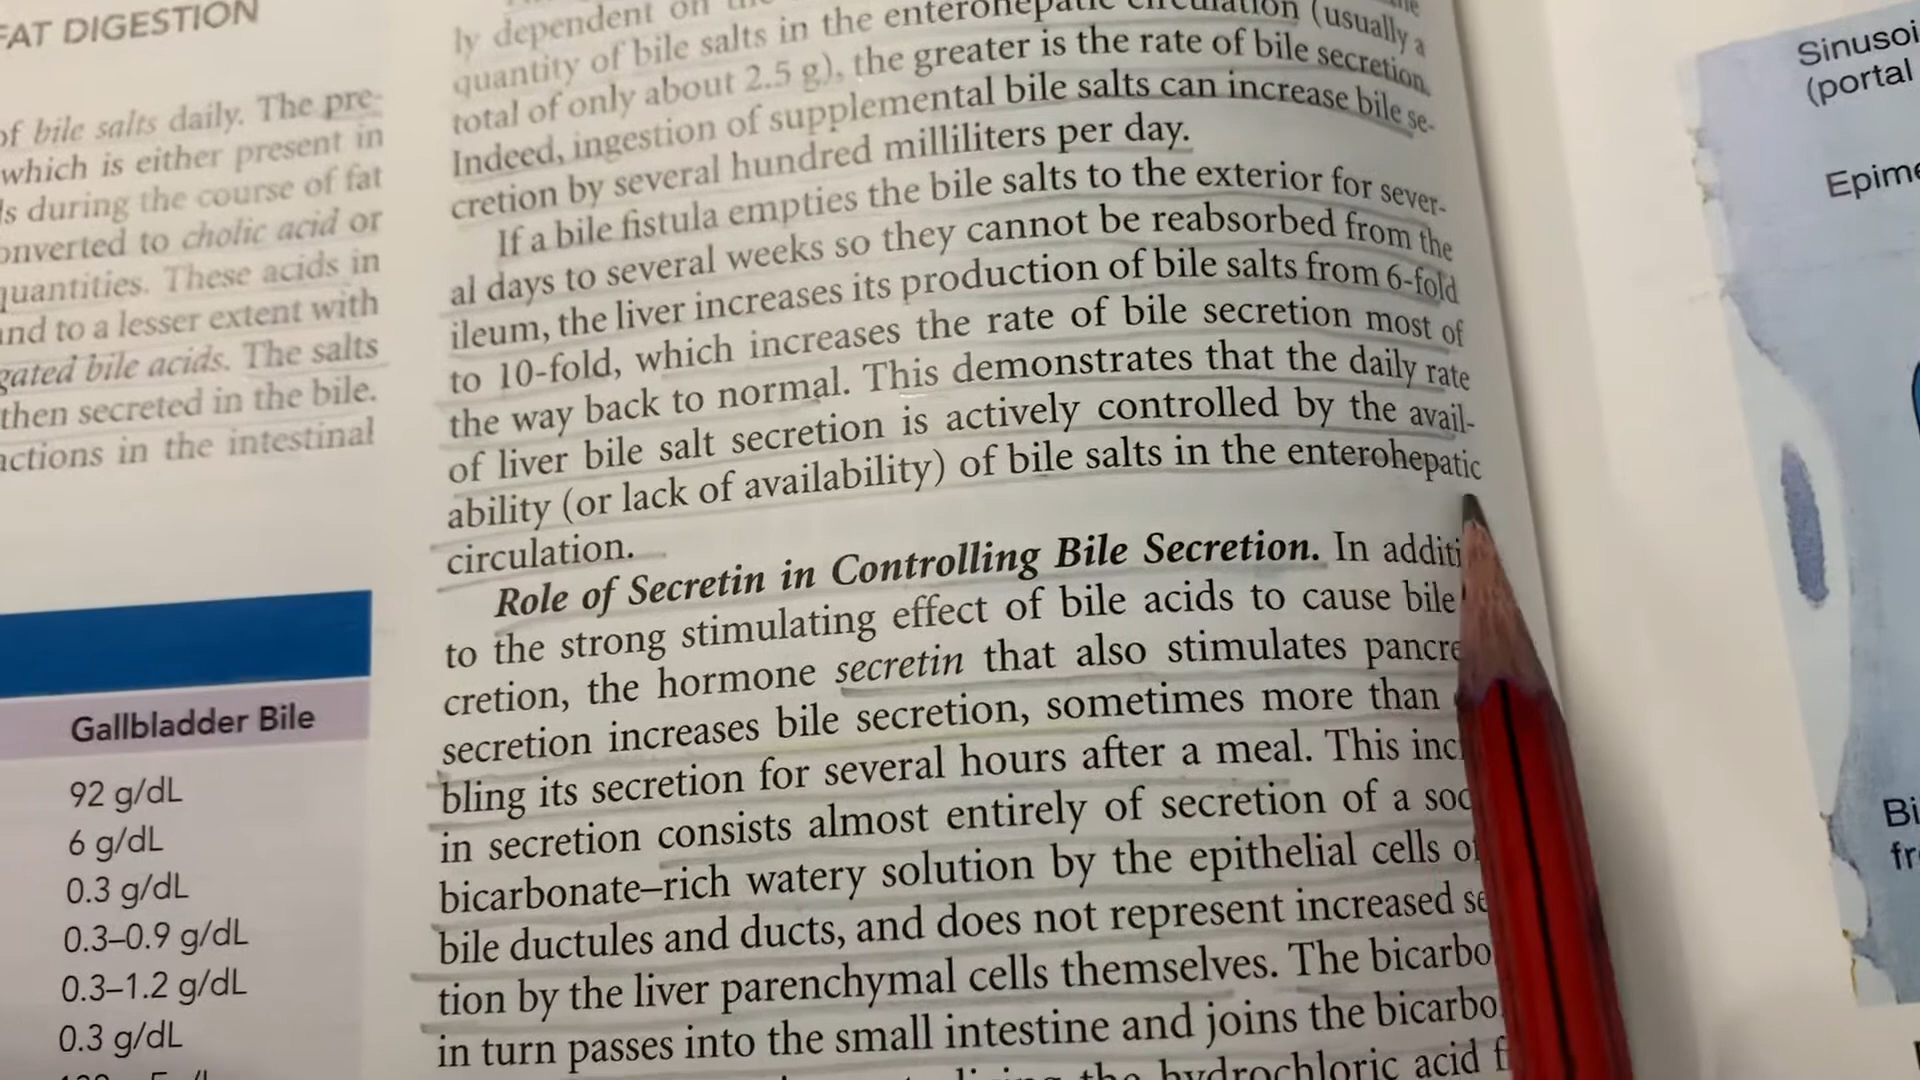 FAT DIGESTION
of bile salts daily. The pre-
which is either present in
ls during the course of fat
onverted to cholic acid or
quantities. These acids in
and to a lesser extent with
gated bile acids. The salts
then secreted in the bile.
actions in the intestinal
Gallbladder Bile
92 g/dL
6 g/dL
0.3 g/dL
0.3–0.9 g/dL
0.3–1.2 g/dL
0.3 g/dL
ly dependent on
quantity of bile salts in the enterohepatic circulation (usually a
total of only about 2.5 g), the greater is the rate of bile secretion.
Indeed, ingestion of supplemental bile salts can increase bile se-
cretion by several hundred milliliters per day.
If a bile fistula empties the bile salts to the exterior for sever-
al days to several weeks so they cannot be reabsorbed from the
ileum, the liver increases its production of bile salts from 6-fold
to 10-fold, which increases the rate of bile secretion most of
the way back to normal. This demonstrates that the daily rate
of liver bile salt secretion is actively controlled by the avail-
ability (or lack of availability) of bile salts in the enterohepatic
circulation.
Role of Secretin in Controlling Bile Secretion. In additi
to the strong stimulating effect of bile acids to cause bile
cretion, the hormone secretin that also stimulates pancre
secretion increases bile secretion, sometimes more than
bling its secretion for several hours after a meal. This inc
in secretion consists almost entirely of secretion of a sod
bicarbonate–rich watery solution by the epithelial cells of
bile ductules and ducts, and does not represent increased se
tion by the liver parenchymal cells themselves. The bicarbo
in turn passes into the small intestine and joins the bicarbo
the hydrochloric acid f
Sinusoi
(portal
Epime
Bi
fr